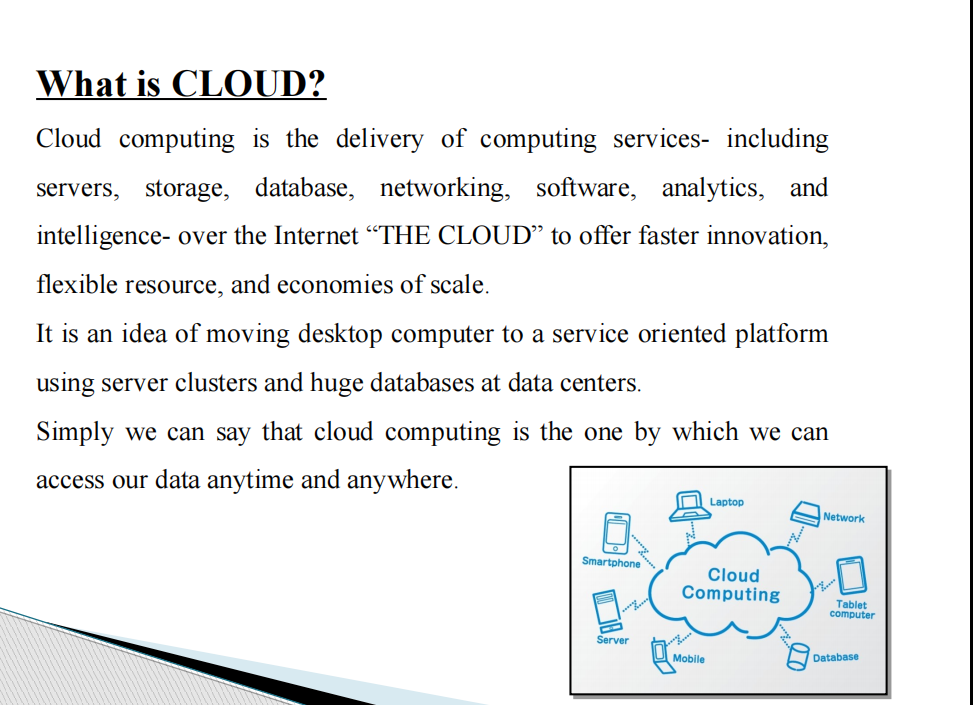 What is CLOUD?
Cloud computing is the delivery of computing services- including
servers, storage, database, networking, software, analytics, and
intelligence- over the Internet “THE CLOUD” to offer faster innovation,
flexible resource, and economies of scale.
It is an idea of moving desktop computer to a service oriented platform
using server clusters and huge databases at data centers.
Simply we can say that cloud computing is the one by which we can
access our data anytime and anywhere.
Laptop
Network
Smartphone
Cloud
Computing
Tablet
computer
Server
Mobile
Database